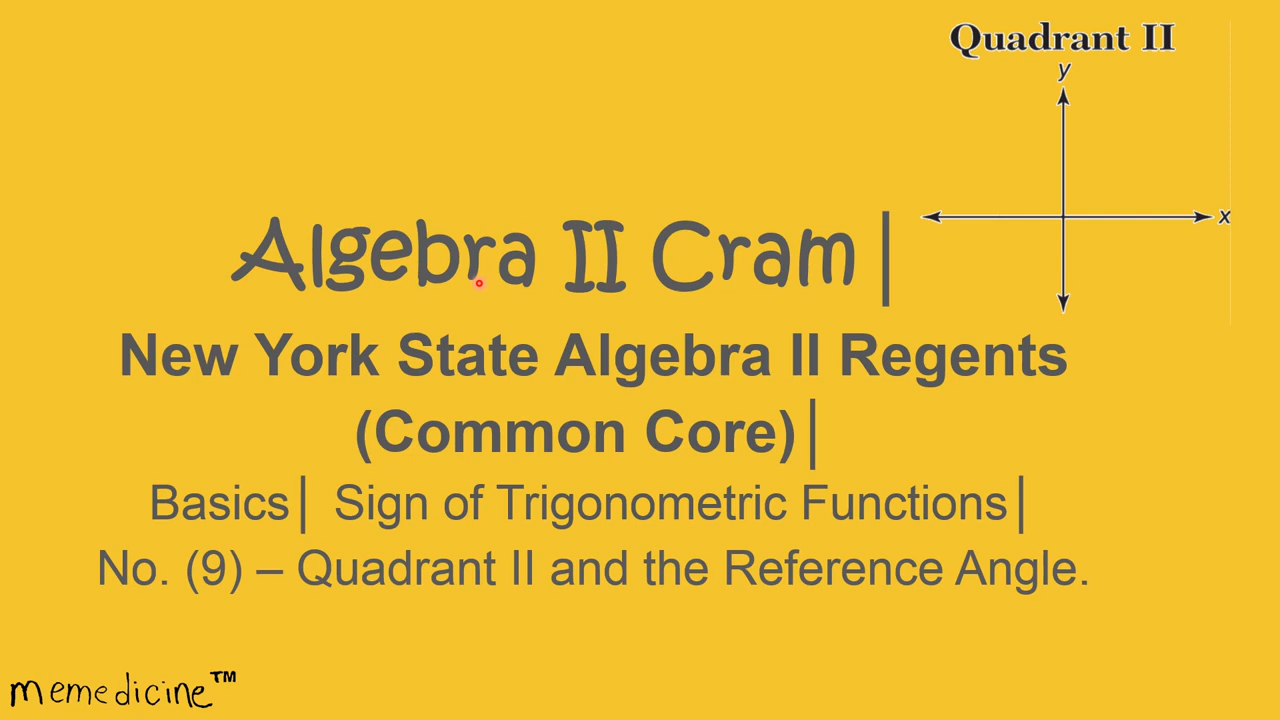 Quadrant II
y
x
Algebra II Cram|
New York State Algebra II Regents
(Common Core)|
Basics| Sign of Trigonometric Functions|
No. (9) – Quadrant II and the Reference Angle.
memedicine™